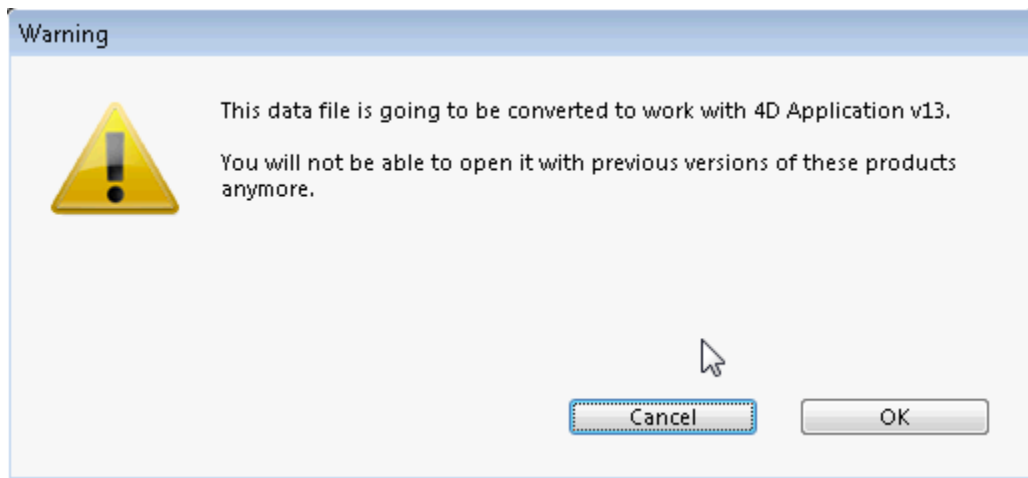 Warning
This data file is going to be converted to work with 4D Application v13.
You will not be able to open it with previous versions of these products
anymore.
Cancel OK